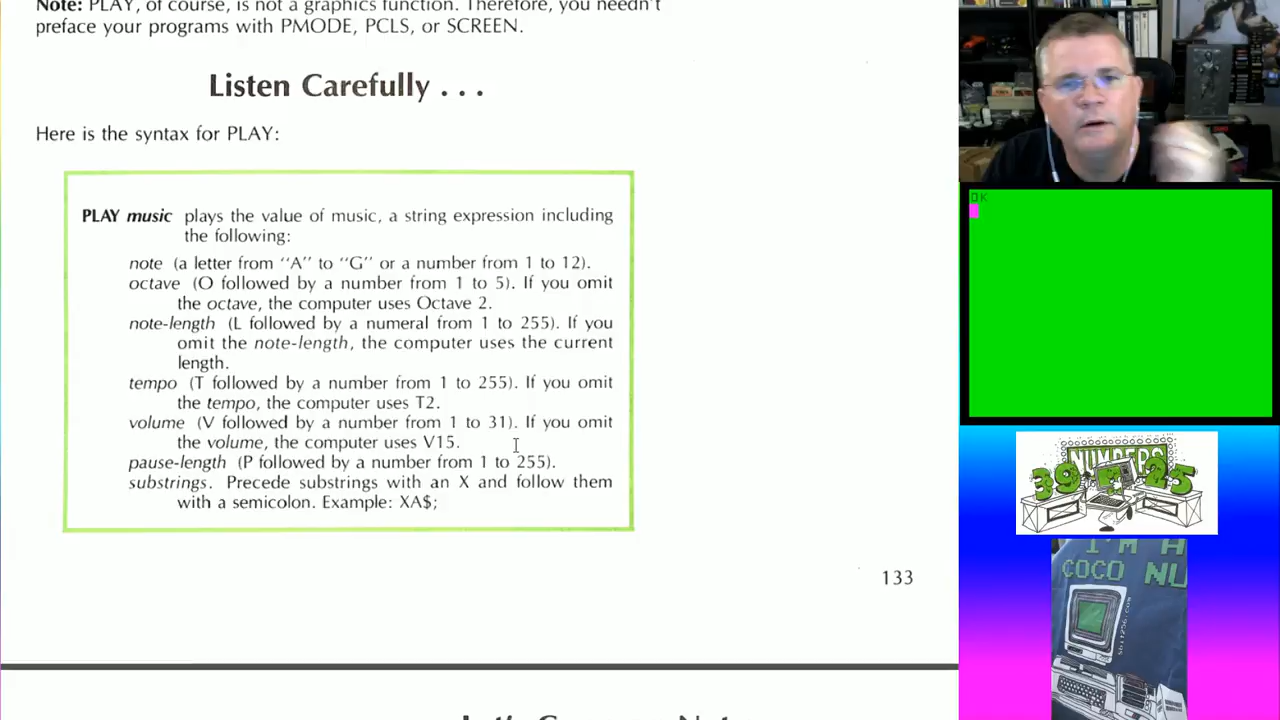 Note: PLAY, of course, is not a graphics function. Therefore, you needn't
preface your programs with PMODE, PCLS, or SCREEN.
Listen Carefully . . .
Here is the syntax for PLAY:
PLAY music plays the value of music, a string expression including
the following:
note (a letter from "A" to "G" or a number from 1 to 12).
octave (O followed by a number from 1 to 5). If you omit
the octave, the computer uses Octave 2.
note-length (L followed by a numeral from 1 to 255). If you
omit the note-length, the computer uses the current
length.
tempo (T followed by a number from 1 to 255). If you omit
the tempo, the computer uses T2.
volume (V followed by a number from 1 to 31). If you omit
the volume, the computer uses V15.
pause-length (P followed by a number from 1 to 255).
substrings. Precede substrings with an X and follow them
with a semicolon. Example: XA$;
133
OK
NUMBERS
39 25
I'M A
COCO NU